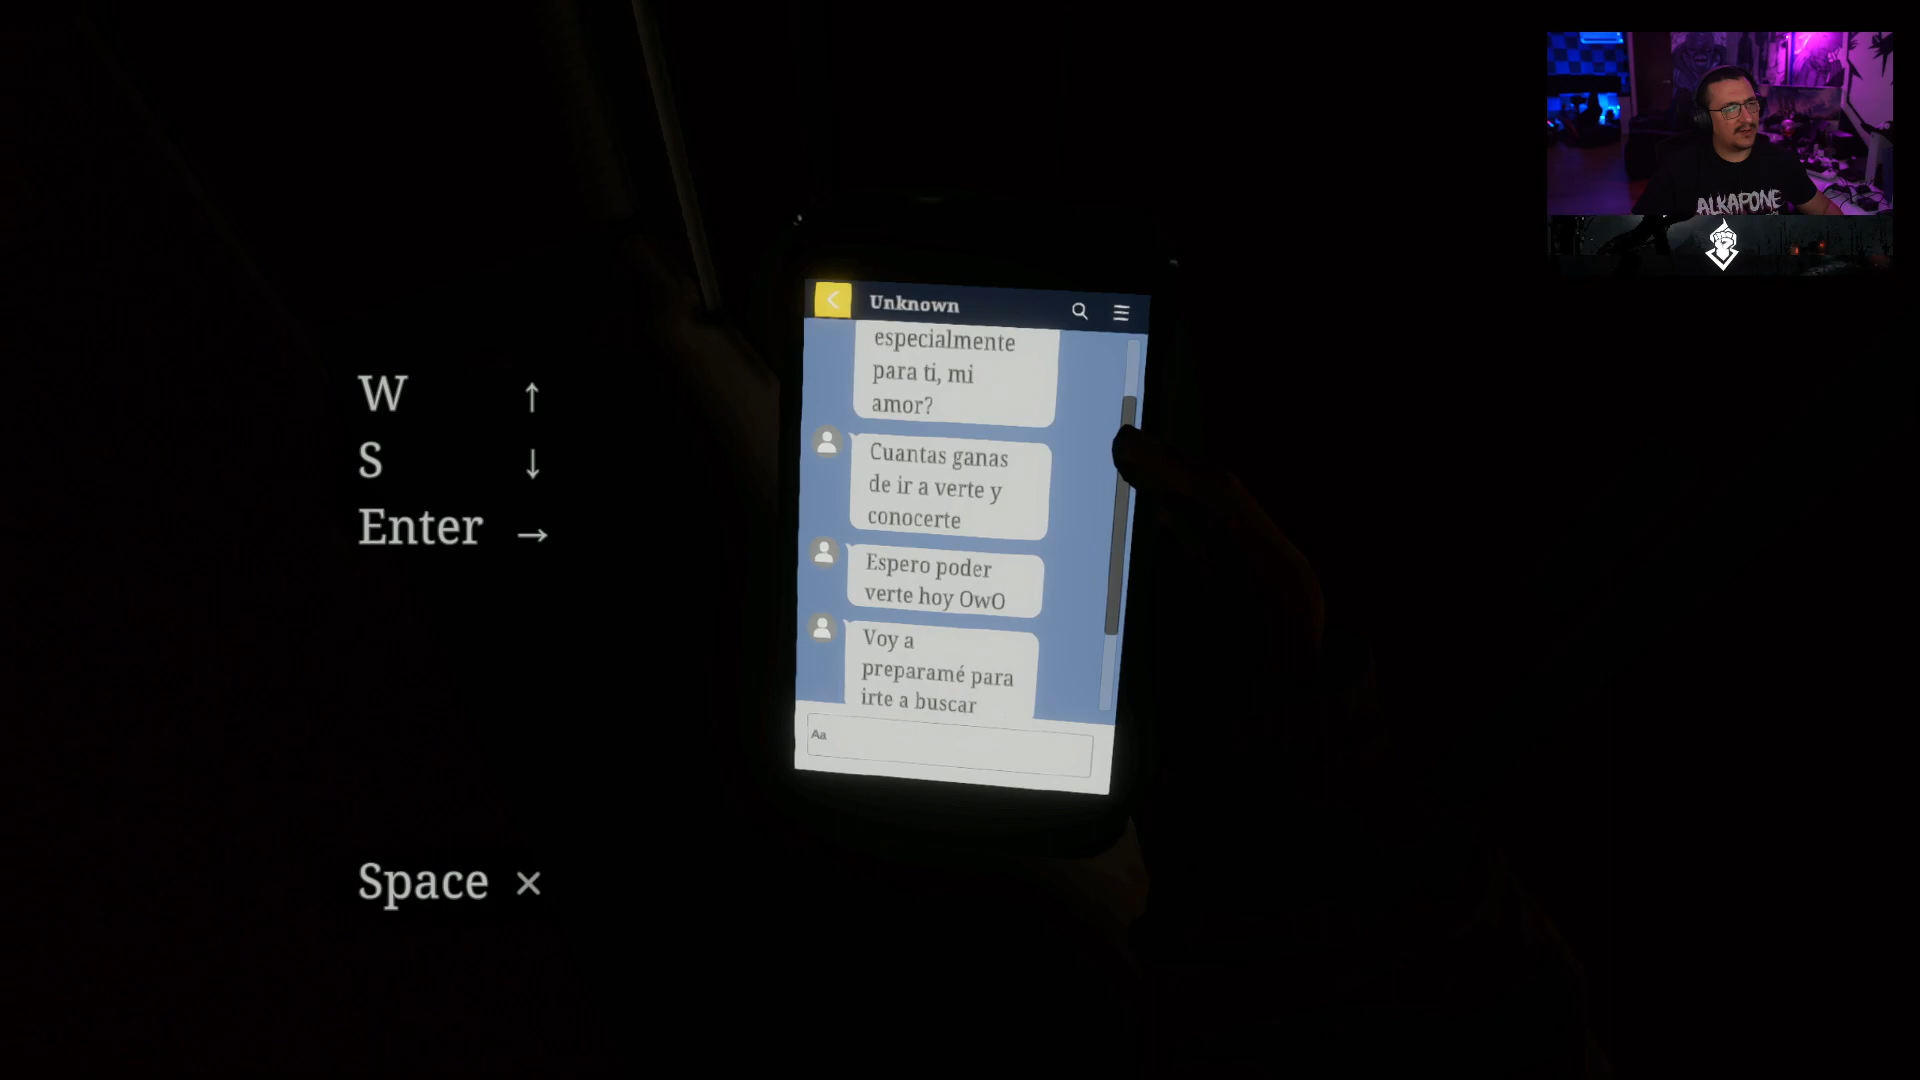 ALKAPONE
Unknown
especialmente
para ti, mi
amor?
Cuantas ganas
de ir a verte y
conocerte
Espero poder
verte hoy OwO
Voy a
preparamé para
irte a buscar
Aa
W ↑
S ↓
Enter →
Space ×